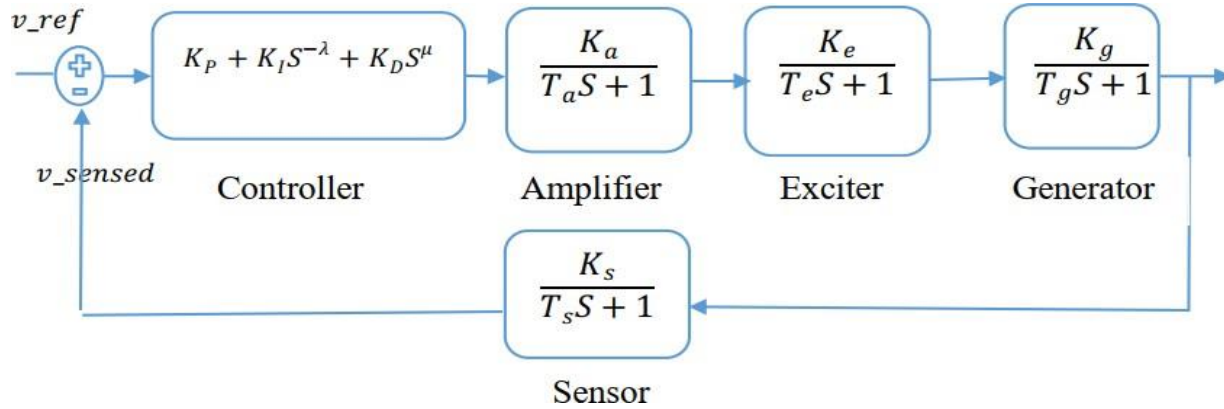 v_ref
+
-
K_P + K_I S^{-λ} + K_D S^μ
K_a
T_a S + 1
K_e
T_e S + 1
K_g
T_g S + 1
v_sensed
Controller
Amplifier
Exciter
Generator
K_s
T_s S + 1
Sensor